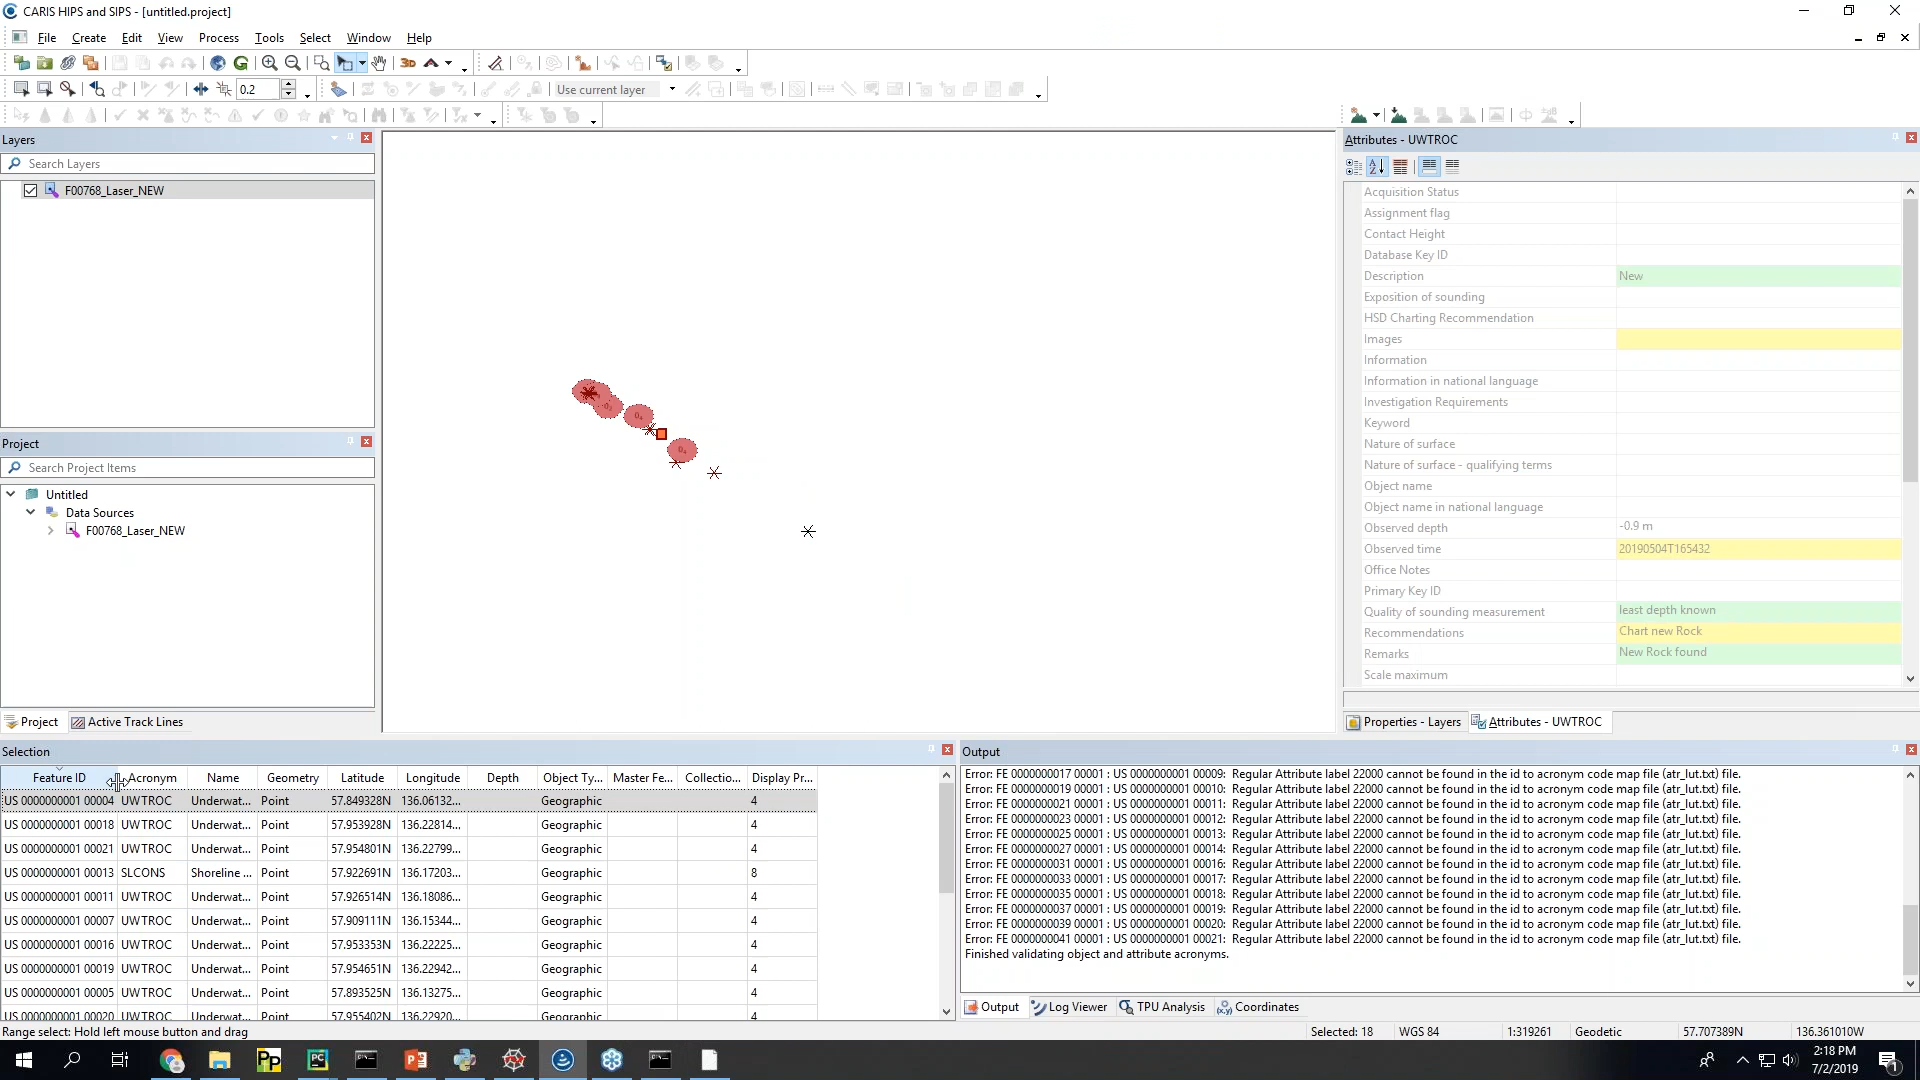 CARIS HIPS and SIPS - [untitled.project]
File Create Edit View Process Tools Select Window Help
3D
0.2 Use current layer
Layers
Search Layers
F00768_Laser_NEW
Project
Search Project Items
Untitled
Data Sources
F00768_Laser_NEW
Project Active Track Lines
Attributes - UWTROC
Acquisition Status
Assignment flag
Contact Height
Database Key ID
Description New
Exposition of sounding
HSD Charting Recommendation
Images
Information
Information in national language
Investigation Requirements
Keyword
Nature of surface
Nature of surface - qualifying terms
Object name
Object name in national language
Observed depth -0.9 m
Observed time 20190504T165432
Office Notes
Primary Key ID
Quality of sounding measurement least depth known
Recommendations Chart new Rock
Remarks New Rock found
Scale maximum
Properties - Layers Attributes - UWTROC
Selection
Feature ID Acronym Name Geometry Latitude Longitude Depth Object Ty... Master Fe... Collectio... Display Pr...
US 0000000001 00004 UWTROC Underwat... Point 57.849328N 136.06132... Geographic 4
US 0000000001 00018 UWTROC Underwat... Point 57.953928N 136.22814... Geographic 4
US 0000000001 00021 UWTROC Underwat... Point 57.954801N 136.22799... Geographic 4
US 0000000001 00013 SLCONS Shoreline ... Point 57.922691N 136.17203... Geographic 8
US 0000000001 00011 UWTROC Underwat... Point 57.926514N 136.18086... Geographic 4
US 0000000001 00007 UWTROC Underwat... Point 57.909111N 136.15344... Geographic 4
US 0000000001 00016 UWTROC Underwat... Point 57.953353N 136.22225... Geographic 4
US 0000000001 00019 UWTROC Underwat... Point 57.954651N 136.22942... Geographic 4
US 0000000001 00005 UWTROC Underwat... Point 57.893525N 136.13275... Geographic 4
US 0000000001 00020 UWTROC Underwat... Point 57.955402N 136.22920... Geographic 4
Output
Error: FE 0000000017 00001 : US 0000000001 00009: Regular Attribute label 22000 cannot be found in the id to acronym code map file (atr_lut.txt) file.
Error: FE 0000000019 00001 : US 0000000001 00010: Regular Attribute label 22000 cannot be found in the id to acronym code map file (atr_lut.txt) file.
Error: FE 0000000021 00001 : US 0000000001 00011: Regular Attribute label 22000 cannot be found in the id to acronym code map file (atr_lut.txt) file.
Error: FE 0000000023 00001 : US 0000000001 00012: Regular Attribute label 22000 cannot be found in the id to acronym code map file (atr_lut.txt) file.
Error: FE 0000000025 00001 : US 0000000001 00013: Regular Attribute label 22000 cannot be found in the id to acronym code map file (atr_lut.txt) file.
Error: FE 0000000027 00001 : US 0000000001 00014: Regular Attribute label 22000 cannot be found in the id to acronym code map file (atr_lut.txt) file.
Error: FE 0000000031 00001 : US 0000000001 00016: Regular Attribute label 22000 cannot be found in the id to acronym code map file (atr_lut.txt) file.
Error: FE 0000000033 00001 : US 0000000001 00017: Regular Attribute label 22000 cannot be found in the id to acronym code map file (atr_lut.txt) file.
Error: FE 0000000035 00001 : US 0000000001 00018: Regular Attribute label 22000 cannot be found in the id to acronym code map file (atr_lut.txt) file.
Error: FE 0000000037 00001 : US 0000000001 00019: Regular Attribute label 22000 cannot be found in the id to acronym code map file (atr_lut.txt) file.
Error: FE 0000000039 00001 : US 0000000001 00020: Regular Attribute label 22000 cannot be found in the id to acronym code map file (atr_lut.txt) file.
Error: FE 0000000041 00001 : US 0000000001 00021: Regular Attribute label 22000 cannot be found in the id to acronym code map file (atr_lut.txt) file.
Finished validating object and attribute acronyms.
Output Log Viewer TPU Analysis Coordinates
Range select: Hold left mouse button and drag Selected: 18 WGS 84 1:319261 Geodetic 57.707389N 136.361010W
2:18 PM
7/2/2019